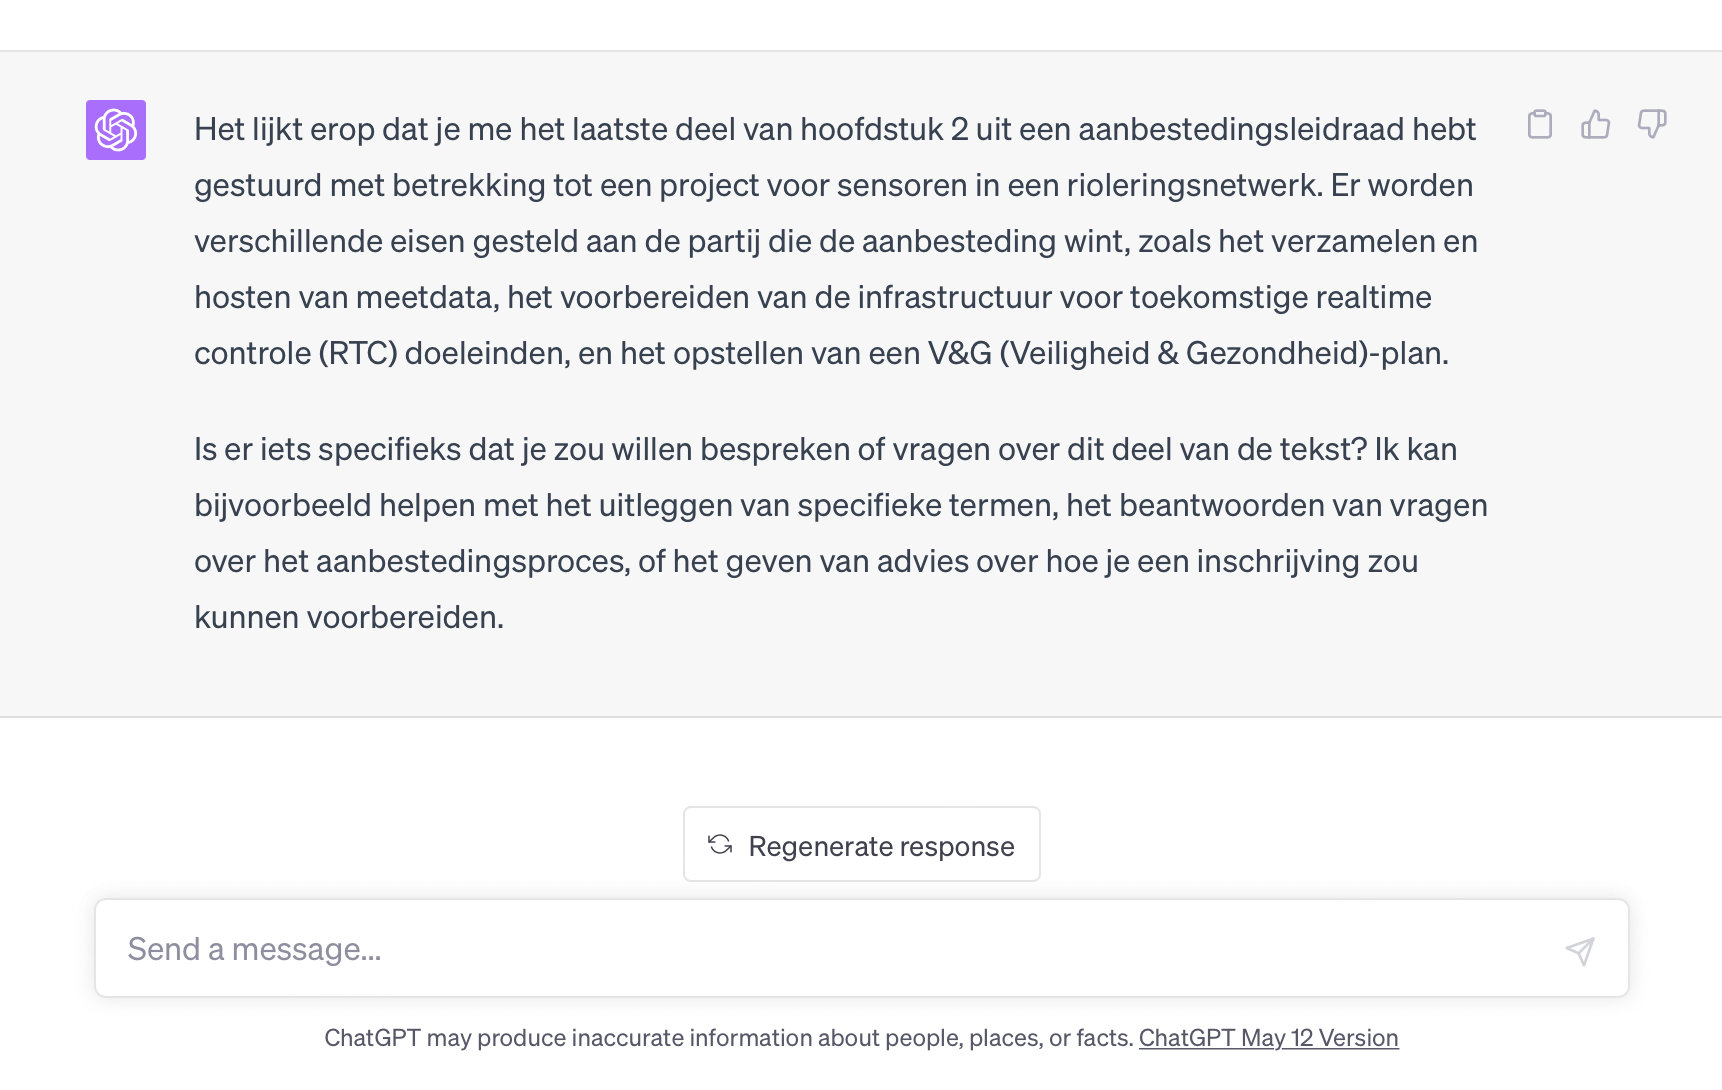 Het lijkt erop dat je me het laatste deel van hoofdstuk 2 uit een aanbestedingsleidraad hebt
gestuurd met betrekking tot een project voor sensoren in een rioleringsnetwerk. Er worden
verschillende eisen gesteld aan de partij die de aanbesteding wint, zoals het verzamelen en
hosten van meetdata, het voorbereiden van de infrastructuur voor toekomstige realtime
controle (RTC) doeleinden, en het opstellen van een V&G (Veiligheid & Gezondheid)-plan.
Is er iets specifieks dat je zou willen bespreken of vragen over dit deel van de tekst? Ik kan
bijvoorbeeld helpen met het uitleggen van specifieke termen, het beantwoorden van vragen
over het aanbestedingsproces, of het geven van advies over hoe je een inschrijving zou
kunnen voorbereiden.
Regenerate response
Send a message...
ChatGPT may produce inaccurate information about people, places, or facts. ChatGPT May 12 Version